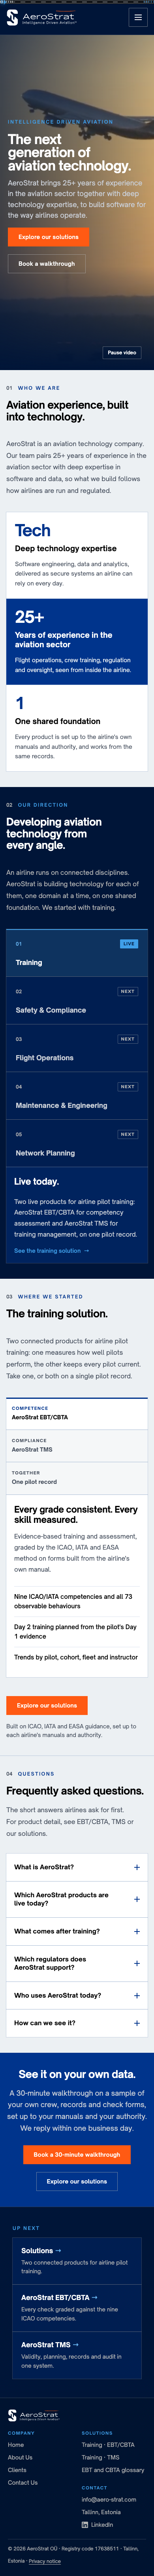 AeroStrat
Intelligence Driven Aviation
INTELLIGENCE DRIVEN AVIATION
The next
generation of
aviation technology.
AeroStrat brings 25+ years of experience
in the aviation sector together with deep
technology expertise, to build software for
the way airlines operate.
Explore our solutions
Book a walkthrough
Pause video
01 WHO WE ARE
Aviation experience, built
into technology.
AeroStrat is an aviation technology company.
Our team pairs 25+ years of experience in the
aviation sector with deep expertise in
software and data, so what we build follows
how airlines are run and regulated.
Tech
Deep technology expertise
Software engineering, data and analytics,
delivered as secure systems an airline can
rely on every day.
25+
Years of experience in the
aviation sector
Flight operations, crew training, regulation
and oversight, seen from inside the airline.
1
One shared foundation
Every product is set up to the airline's own
manuals and authority, and works from the
same records.
02 OUR DIRECTION
Developing aviation
technology from
every angle.
An airline runs on connected disciplines.
AeroStrat is building technology for each of
them, one domain at a time, on one shared
foundation. We started with training.
01 LIVE
Training
02 NEXT
Safety & Compliance
03 NEXT
Flight Operations
04 NEXT
Maintenance & Engineering
05 NEXT
Network Planning
Live today.
Two live products for airline pilot training:
AeroStrat EBT/CBTA for competency
assessment and AeroStrat TMS for
training management, on one pilot record.
See the training solution →
03 WHERE WE STARTED
The training solution.
Two connected products for airline pilot
training: one measures how well pilots
perform, the other keeps every pilot current.
Take one, or both on a single pilot record.
COMPETENCE
AeroStrat EBT/CBTA
COMPLIANCE
AeroStrat TMS
TOGETHER
One pilot record
Every grade consistent. Every
skill measured.
Evidence-based training and assessment,
graded by the ICAO, IATA and EASA
method on forms built from the airline's
own manual.
Nine ICAO/IATA competencies and all 73
observable behaviours
Day 2 training planned from the pilot's Day
1 evidence
Trends by pilot, cohort, fleet and instructor
Explore our solutions
Built on ICAO, IATA and EASA guidance, set up to
each airline's manuals and authority.
04 QUESTIONS
Frequently asked questions.
The short answers airlines ask for first.
For product detail, see EBT/CBTA, TMS or
our solutions.
What is AeroStrat? +
Which AeroStrat products are
live today? +
What comes after training? +
Which regulators does
AeroStrat support? +
Who uses AeroStrat today? +
How can we see it? +
See it on your own data.
A 30-minute walkthrough on a sample of
your own crew, records and check forms,
set up to your manuals and your authority.
We reply within one business day.
Book a 30-minute walkthrough
Explore our solutions
UP NEXT
Solutions →
Two connected products for airline pilot
training.
AeroStrat EBT/CBTA →
Every check graded against the nine
ICAO competencies.
AeroStrat TMS →
Validity, planning, records and audit in
one system.
AeroStrat
Intelligence Driven Aviation
COMPANY
Home
About Us
Clients
Contact Us
SOLUTIONS
Training · EBT/CBTA
Training · TMS
EBT and CBTA glossary
CONTACT
info@aero-strat.com
Tallinn, Estonia
LinkedIn
© 2026 AeroStrat OÜ · Registry code 17638511 · Tallinn,
Estonia · Privacy notice